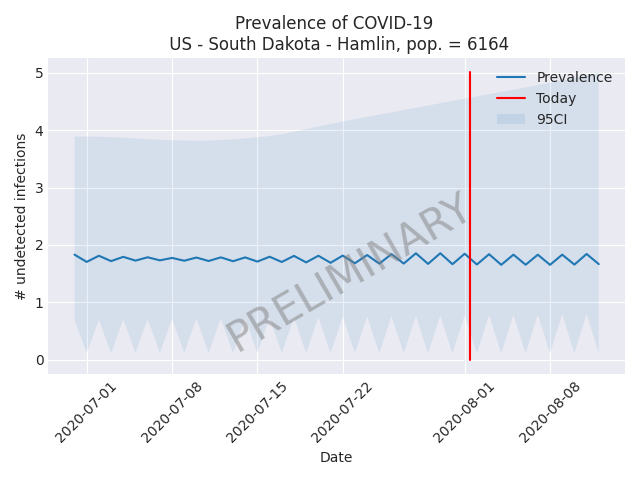 Prevalence of COVID-19
US - South Dakota - Hamlin, pop. = 6164
5
4
3
2
1
0
# undetected infections
Prevalence
Today
95CI
PRELIMINARY
2020-07-01
2020-07-08
2020-07-15
2020-07-22
2020-08-01
2020-08-08
Date